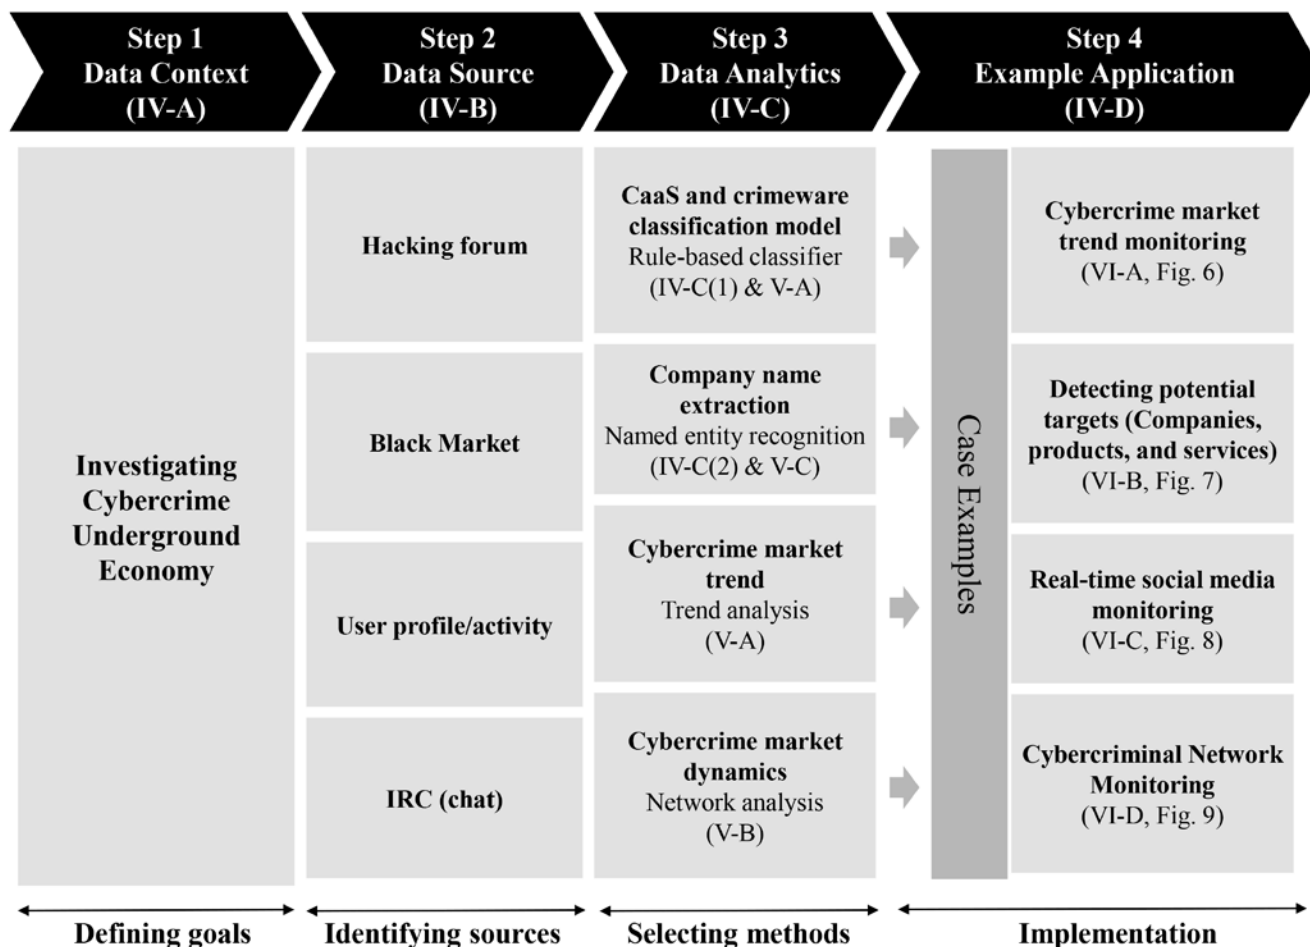 Step 1
Data Context
(IV-A)
Step 2
Data Source
(IV-B)
Step 3
Data Analytics
(IV-C)
Step 4
Example Application
(IV-D)
Investigating
Cybercrime
Underground
Economy
Hacking forum
Black Market
User profile/activity
IRC (chat)
CaaS and crimeware
classification model
Rule-based classifier
(IV-C(1) & V-A)
Company name
extraction
Named entity recognition
(IV-C(2) & V-C)
Cybercrime market
trend
Trend analysis
(V-A)
Cybercrime market
dynamics
Network analysis
(V-B)
Case Examples
Cybercrime market
trend monitoring
(VI-A, Fig. 6)
Detecting potential
targets (Companies,
products, and services)
(VI-B, Fig. 7)
Real-time social media
monitoring
(VI-C, Fig. 8)
Cybercriminal Network
Monitoring
(VI-D, Fig. 9)
Defining goals
Identifying sources
Selecting methods
Implementation